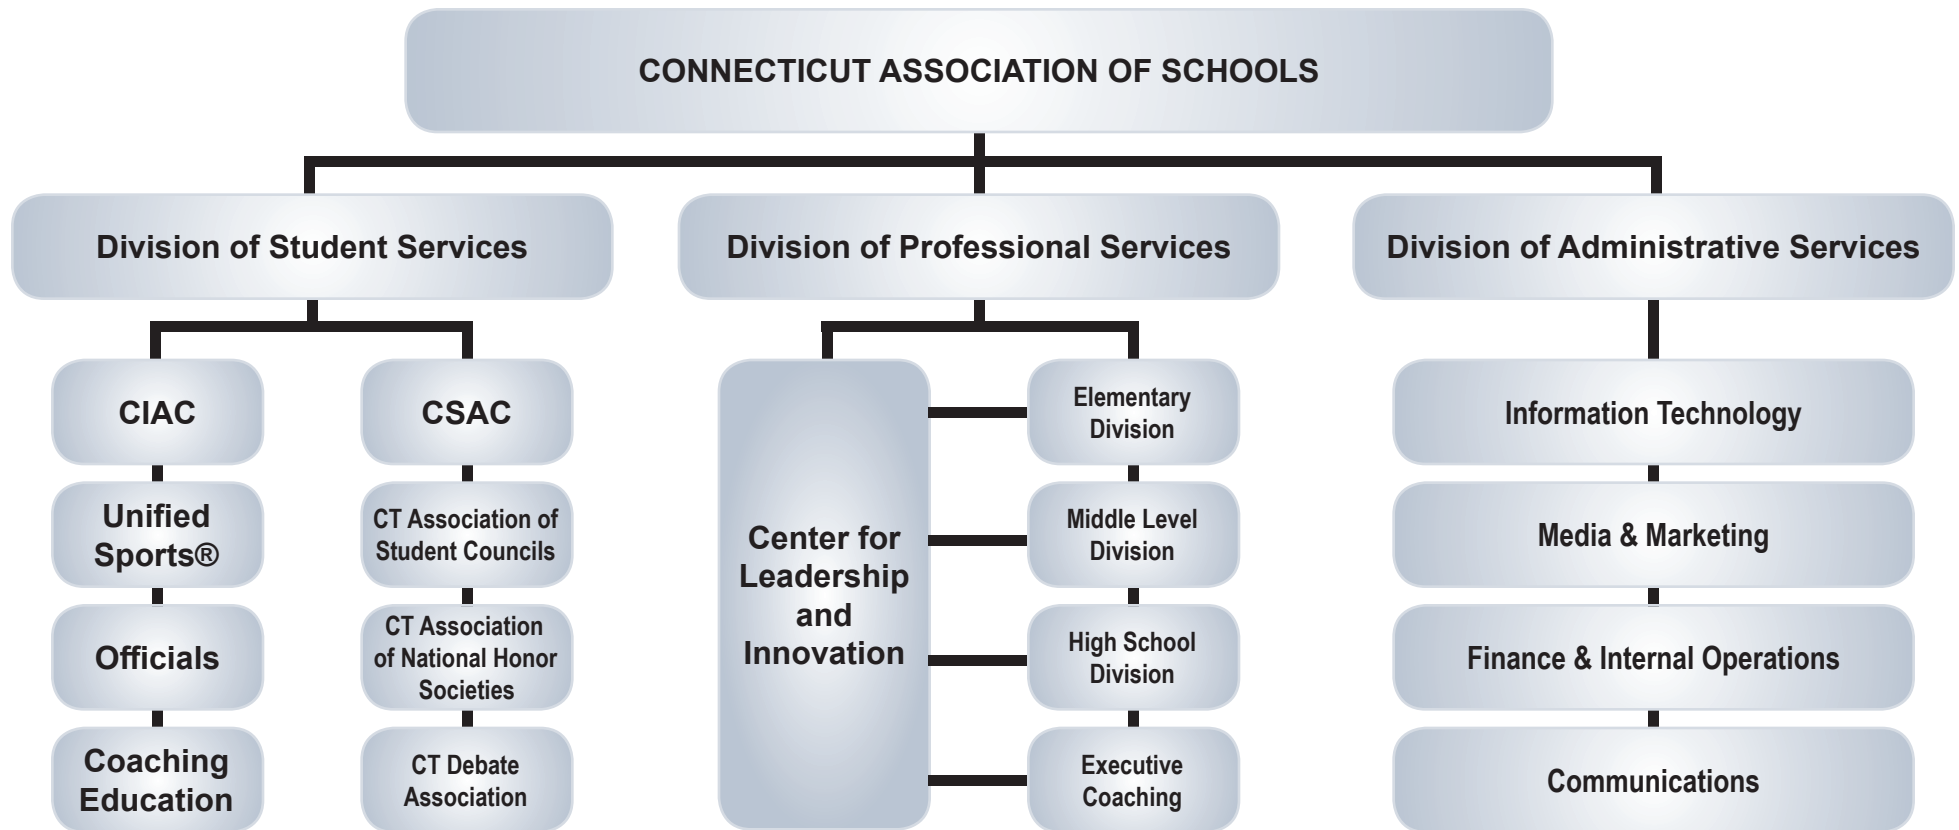 CONNECTICUT ASSOCIATION OF SCHOOLS
Division of Student Services
Division of Professional Services
Division of Administrative Services
CIAC
Unified
Sports®
Officials
Coaching
Education
CSAC
CT Association of
Student Councils
CT Association
of National Honor
Societies
CT Debate
Association
Center for
Leadership
and
Innovation
Elementary
Division
Middle Level
Division
High School
Division
Executive
Coaching
Information Technology
Media & Marketing
Finance & Internal Operations
Communications